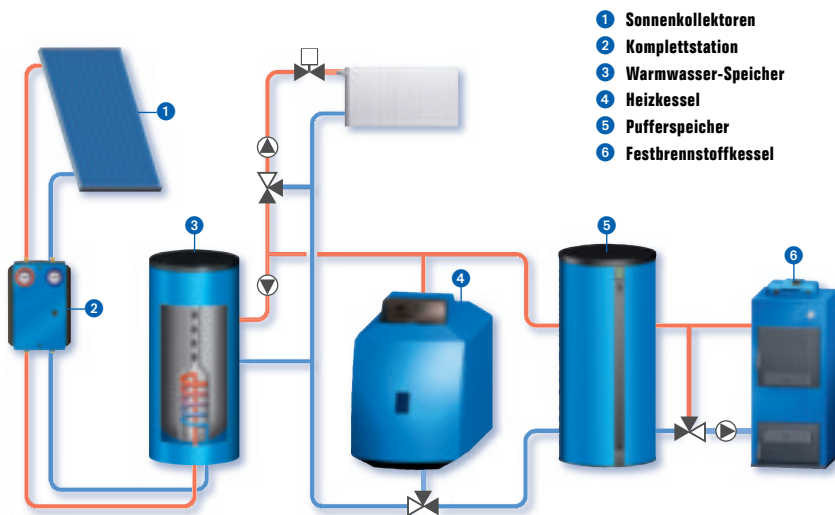 1 Sonnenkollektoren
2 Komplettstation
3 Warmwasser-Speicher
4 Heizkessel
5 Pufferspeicher
6 Festbrennstoffkessel
1
2
3
4
5
6